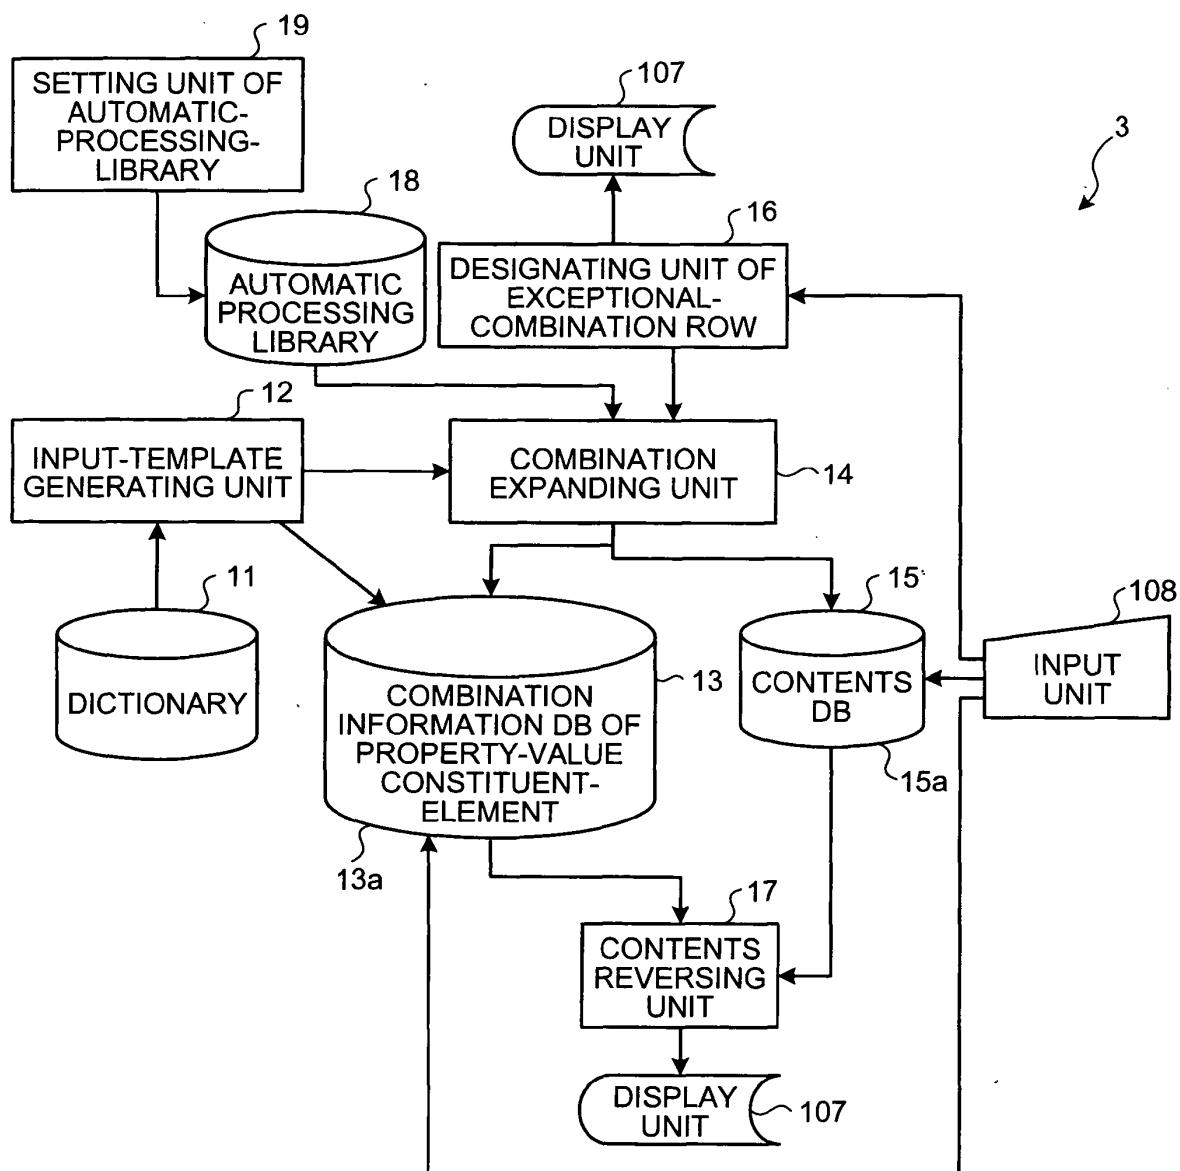 19
SETTING UNIT OF
AUTOMATIC-
PROCESSING-
LIBRARY
107
DISPLAY
UNIT
3
18
AUTOMATIC
PROCESSING
LIBRARY
16
DESIGNATING UNIT OF
EXCEPTIONAL-
COMBINATION ROW
12
INPUT-TEMPLATE
GENERATING UNIT
COMBINATION
EXPANDING UNIT
14
11
DICTIONARY
COMBINATION
INFORMATION DB OF
PROPERTY-VALUE
CONSTITUENT-
ELEMENT
13
13a
15
CONTENTS
DB
15a
108
INPUT
UNIT
17
CONTENTS
REVERSING
UNIT
DISPLAY
UNIT
107